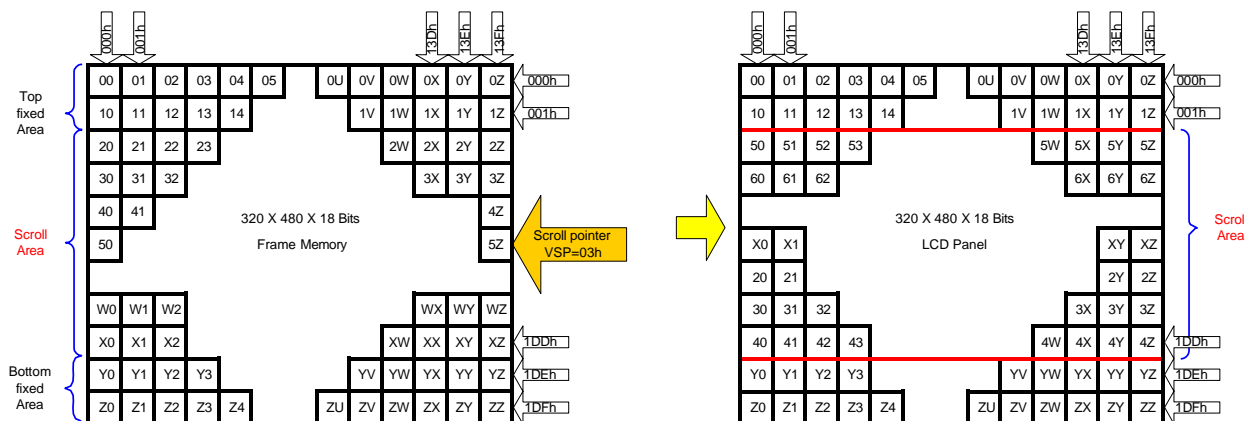 000h 001h 13Dh 13Eh 13Fh 000h 001h 13Dh 13Eh 13Fh
00 01 02 03 04 05 0U 0V 0W 0X 0Y 0Z 000h 00 01 02 03 04 05 0U 0V 0W 0X 0Y 0Z 000h
Top
fixed
Area
10 11 12 13 14 1V 1W 1X 1Y 1Z 001h 10 11 12 13 14 1V 1W 1X 1Y 1Z 001h
20 21 22 23 2W 2X 2Y 2Z 50 51 52 53 5W 5X 5Y 5Z
30 31 32 3X 3Y 3Z 60 61 62 6X 6Y 6Z
40 41 4Z
320 X 480 X 18 Bits
Frame Memory
320 X 480 X 18 Bits
LCD Panel
Scroll
Area
Scroll pointer
VSP=03h
Scrol
Area
50 5Z X0 X1 XY XZ
20 21 2Y 2Z
W0 W1 W2 WX WY WZ 30 31 32 3X 3Y 3Z
X0 X1 X2 XW XX XY XZ 1DDh 40 41 42 43 4W 4X 4Y 4Z 1DDh
Bottom
fixed
Area
Y0 Y1 Y2 Y3 YV YW YX YY YZ 1DEh Y0 Y1 Y2 Y3 YV YW YX YY YZ 1DEh
Z0 Z1 Z2 Z3 Z4 ZU ZV ZW ZX ZY ZZ 1DFh Z0 Z1 Z2 Z3 Z4 ZU ZV ZW ZX ZY ZZ 1DFh